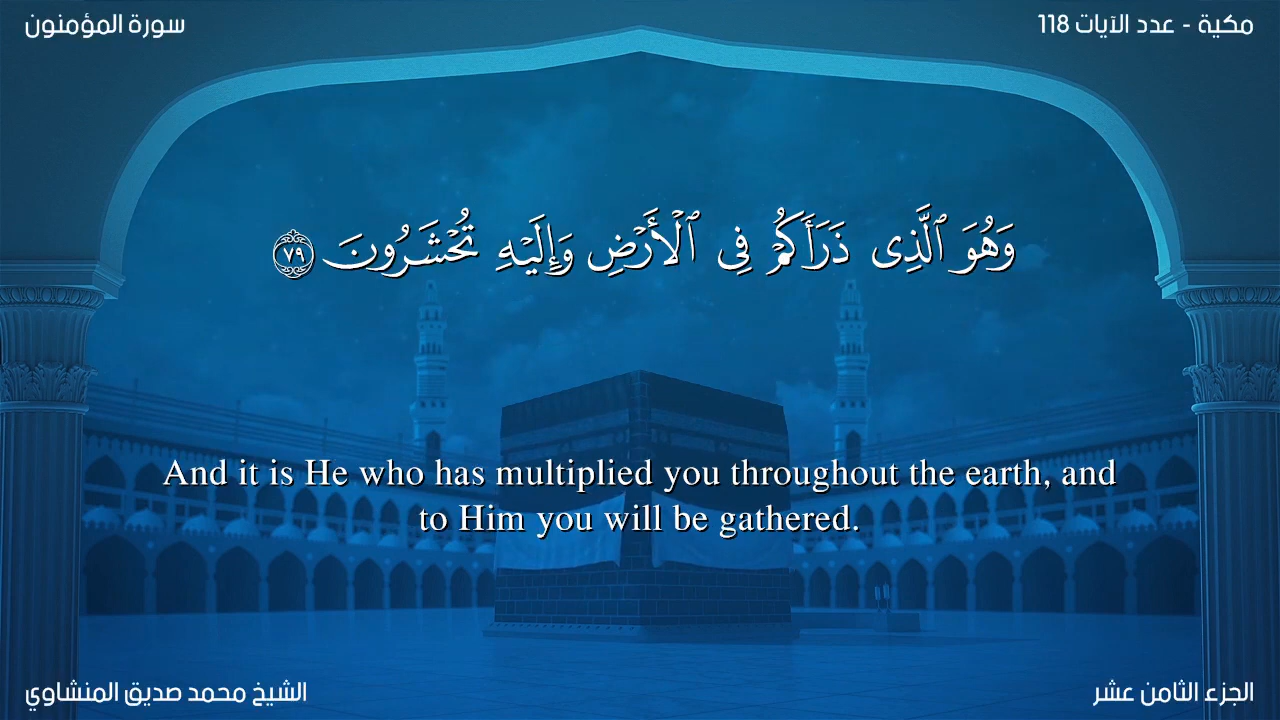 مكية - عدد الآيات 118
سورة المؤمنون
وَهُوَ ٱلَّذِى ذَرَأَكُمْ فِى ٱلْأَرْضِ وَإِلَيْهِ تُحْشَرُونَ ٧٩
And it is He who has multiplied you throughout the earth, and
to Him you will be gathered.
الجزء الثامن عشر
الشيخ محمد صديق المنشاوي